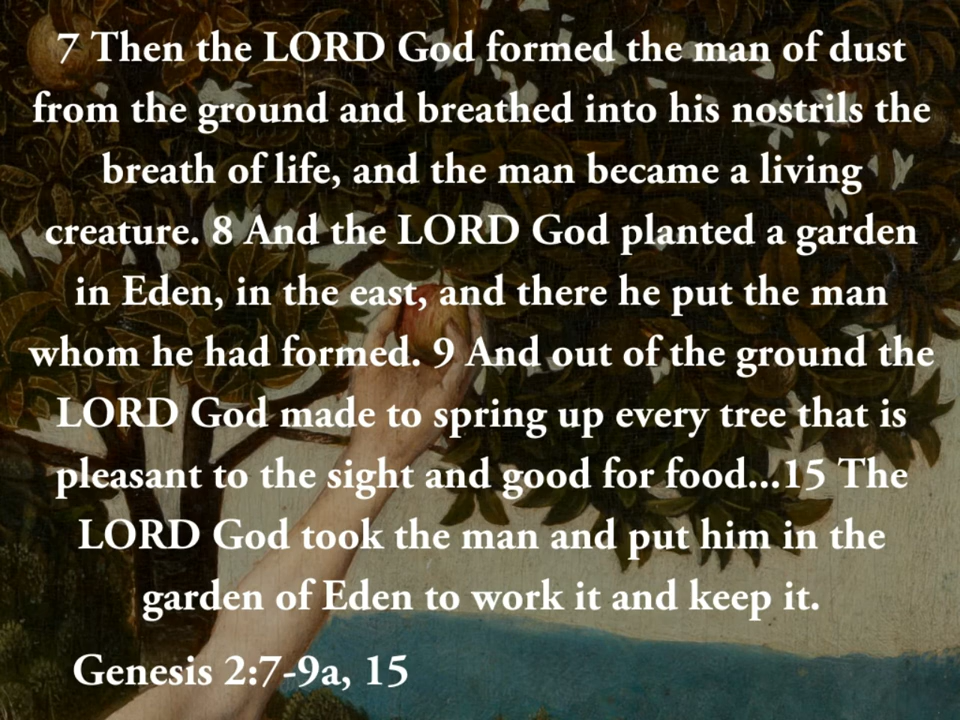 7 Then the LORD God formed the man of dust
from the ground and breathed into his nostrils the
breath of life, and the man became a living
creature. 8 And the LORD God planted a garden
in Eden, in the east, and there he put the man
whom he had formed. 9 And out of the ground the
LORD God made to spring up every tree that is
pleasant to the sight and good for food...15 The
LORD God took the man and put him in the
garden of Eden to work it and keep it.
Genesis 2:7-9a, 15